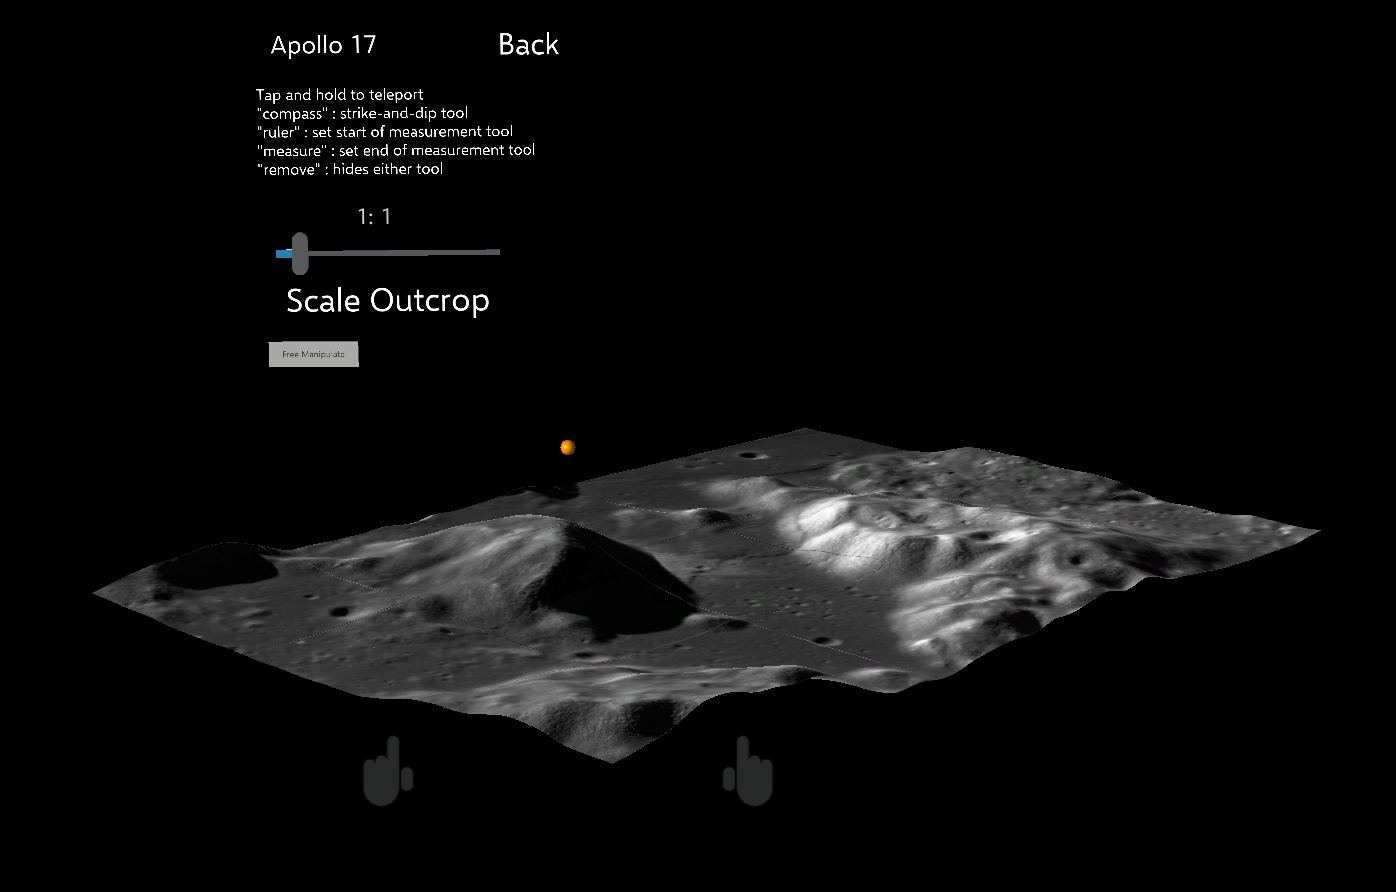 Apollo 17
Back
Tap and hold to teleport
"compass" : strike-and-dip tool
"ruler" : set start of measurement tool
"measure" : set end of measurement tool
"remove" : hides either tool
1: 1
Scale Outcrop
Free Manipulate